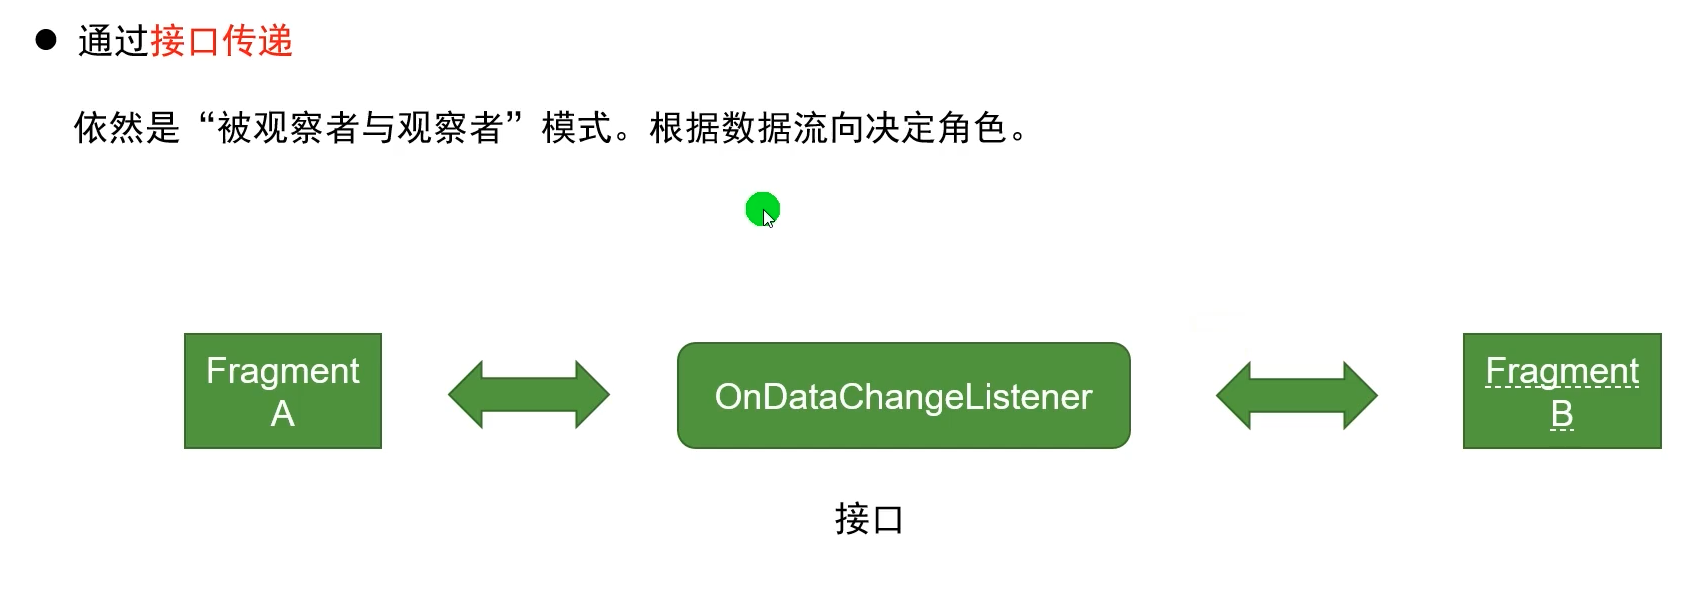 通过接口传递
依然是“被观察者与观察者”模式。根据数据流向决定角色。
Fragment
A
OnDataChangeListener
Fragment
B
接口